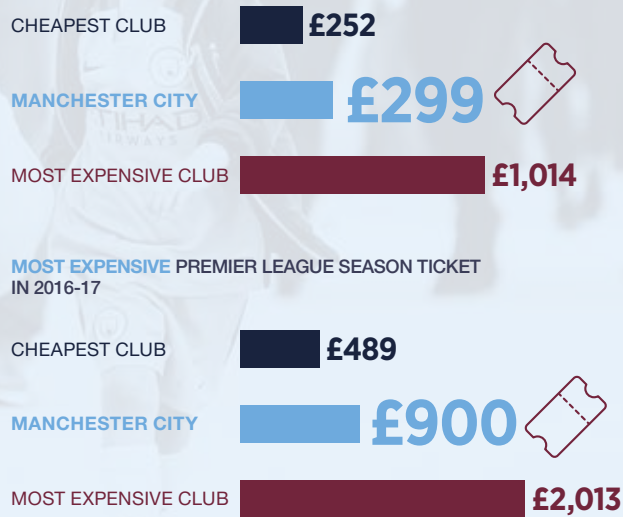 CHEAPEST CLUB £252
MANCHESTER CITY £299
MOST EXPENSIVE CLUB £1,014
MOST EXPENSIVE PREMIER LEAGUE SEASON TICKET
IN 2016-17
CHEAPEST CLUB £489
MANCHESTER CITY £900
MOST EXPENSIVE CLUB £2,013